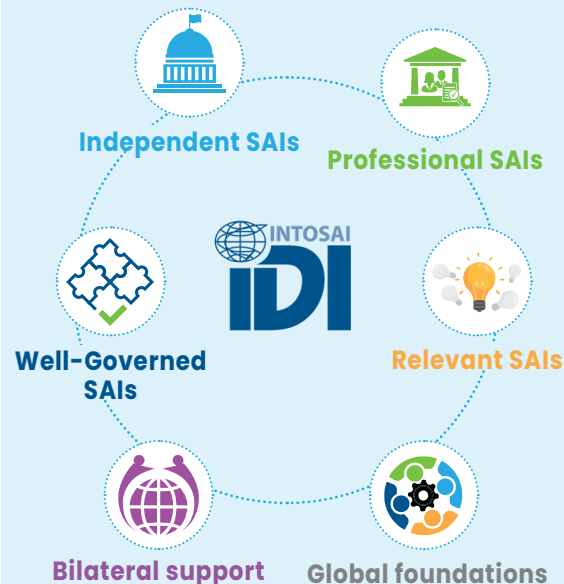 Independent SAIs
Professional SAIs
INTOSAI
IDI
Well-Governed
SAIs
Relevant SAIs
Bilateral support
Global foundations